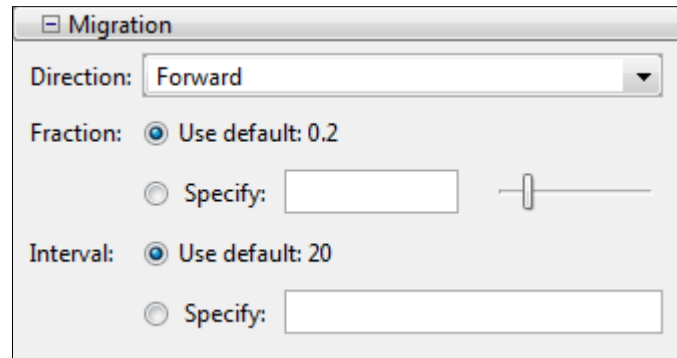 Migration
Direction: Forward
Fraction: Use default: 0.2
Specify:
Interval: Use default: 20
Specify: